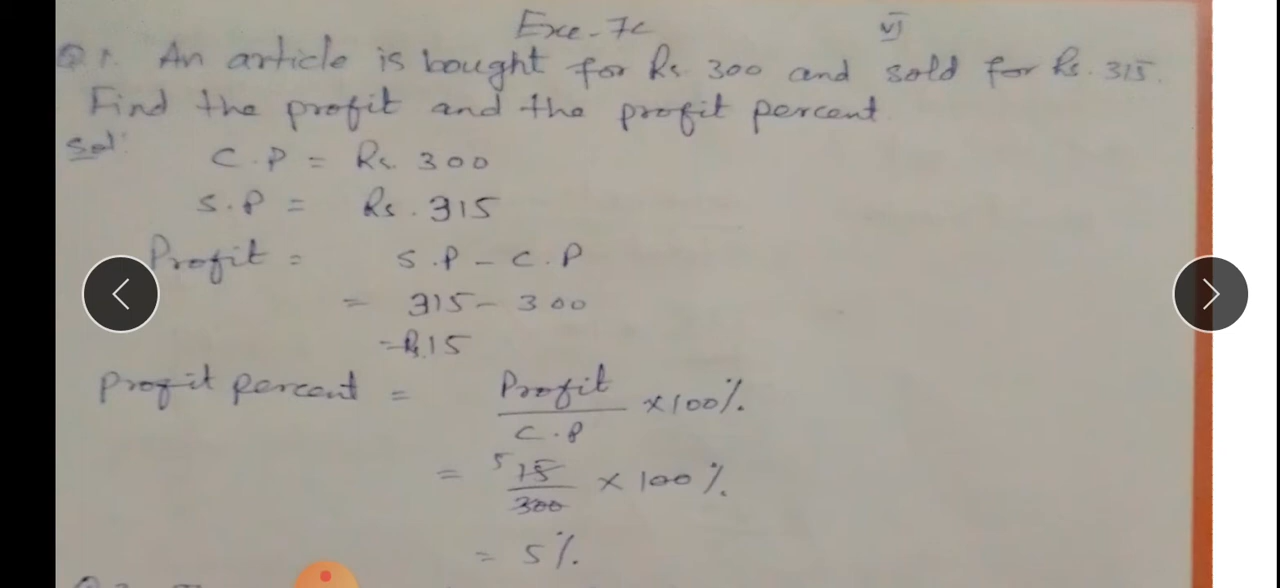 Exe-7c VI
Q1. An article is bought for Rs 300 and sold for Rs. 315.
Find the profit and the profit percent
Sol:
C.P = Rs. 300
S.P = Rs. 315
Profit = S.P - C.P
= 315 - 300
= Rs 15
Profit percent = Profit / C.P × 100%
= 5 15 / 300 × 100%
= 5%